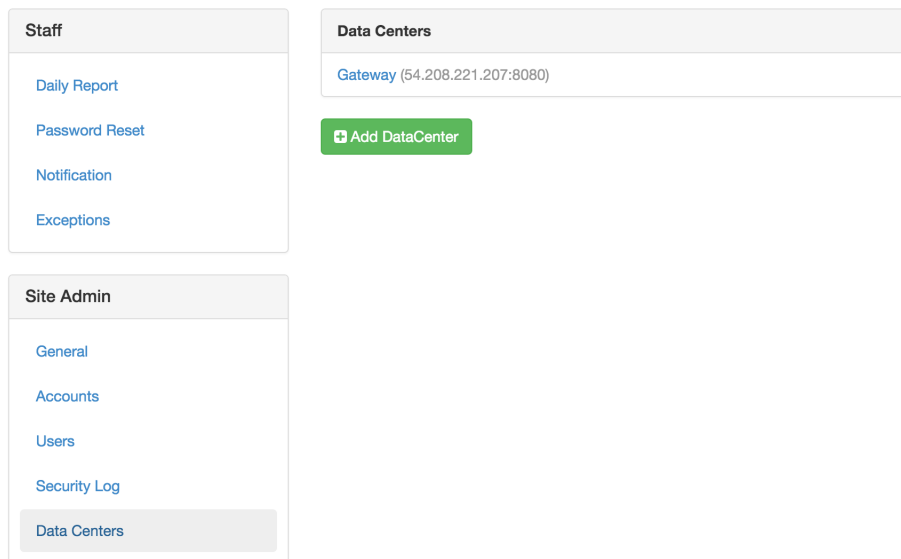 Staff
Daily Report
Password Reset
Notification
Exceptions
Site Admin
General
Accounts
Users
Security Log
Data Centers
Data Centers
Gateway (54.208.221.207:8080)
Add DataCenter